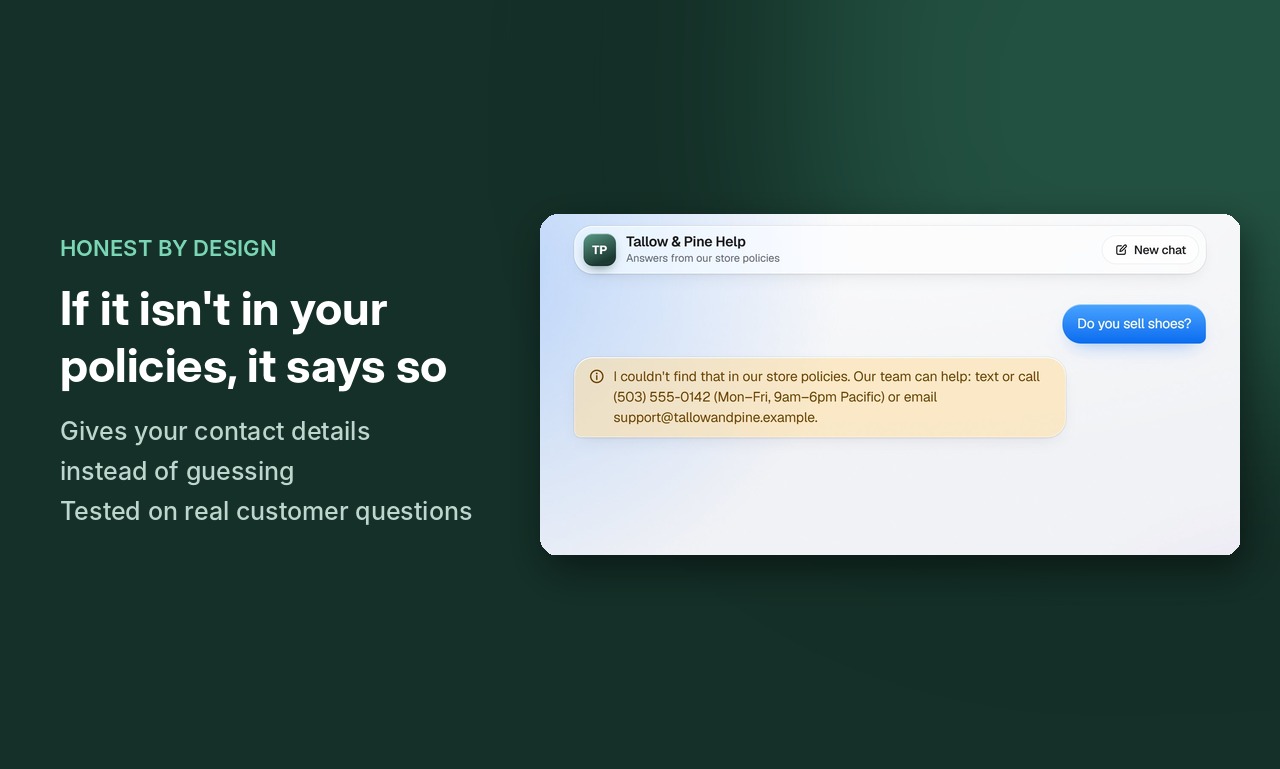 HONEST BY DESIGN
If it isn't in your
policies, it says so
Gives your contact details
instead of guessing
Tested on real customer questions
TP
Tallow & Pine Help
Answers from our store policies
New chat
Do you sell shoes?
I couldn't find that in our store policies. Our team can help: text or call
(503) 555-0142 (Mon–Fri, 9am–6pm Pacific) or email
support@tallowandpine.example.